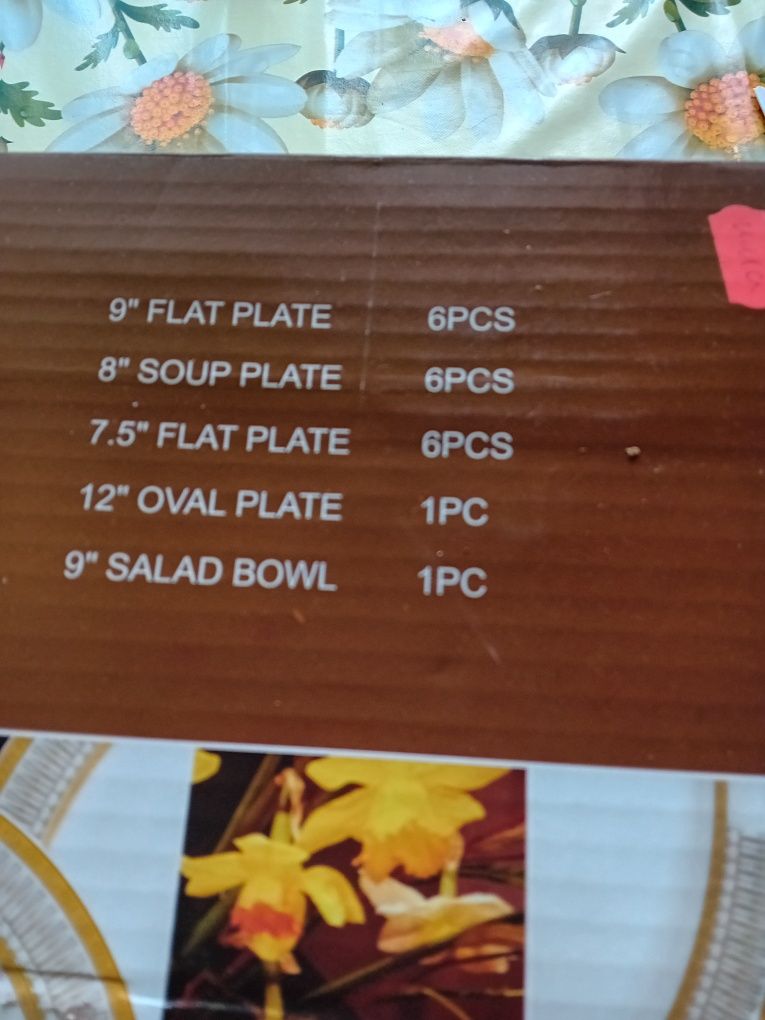 9" FLAT PLATE 6PCS
8" SOUP PLATE 6PCS
7.5" FLAT PLATE 6PCS
12" OVAL PLATE 1PC
9" SALAD BOWL 1PC